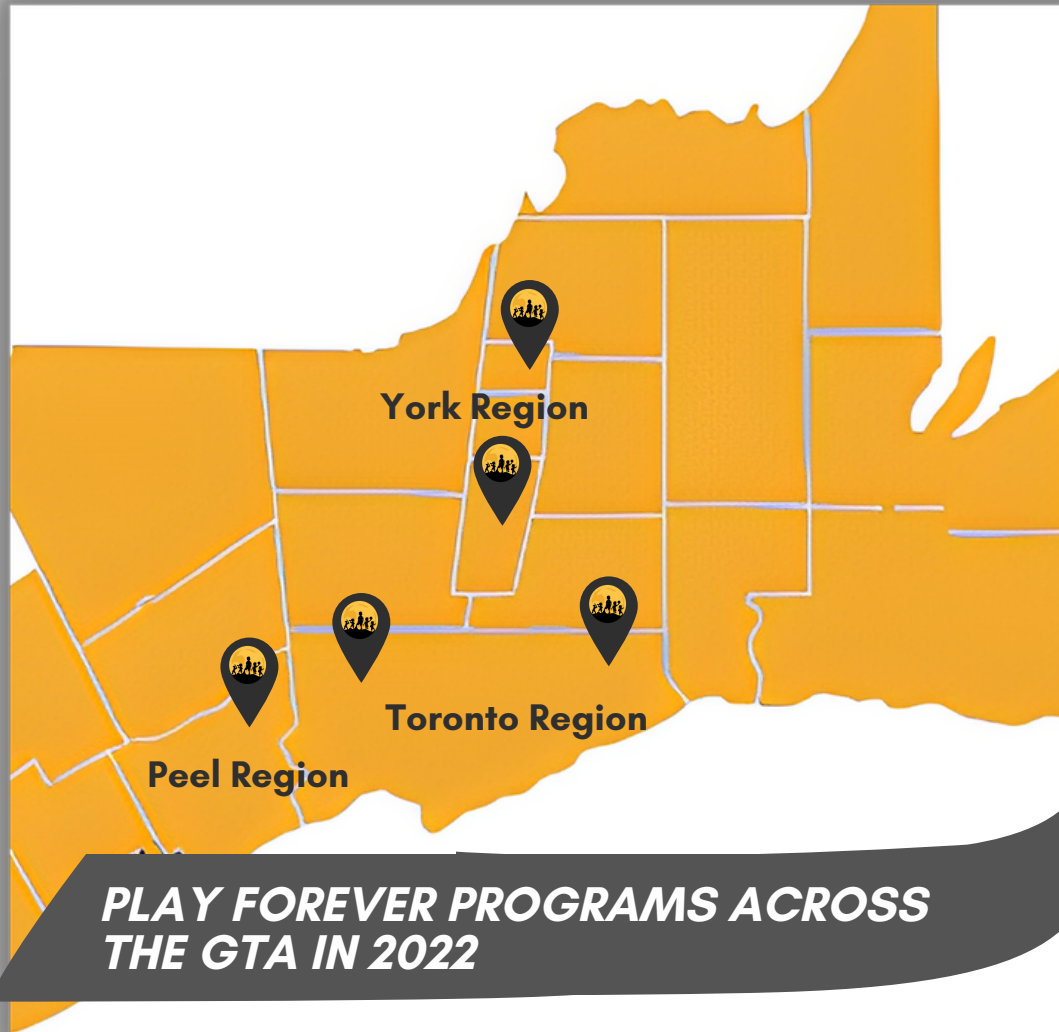 York Region
Toronto Region
Peel Region
PLAY FOREVER PROGRAMS ACROSS
THE GTA IN 2022